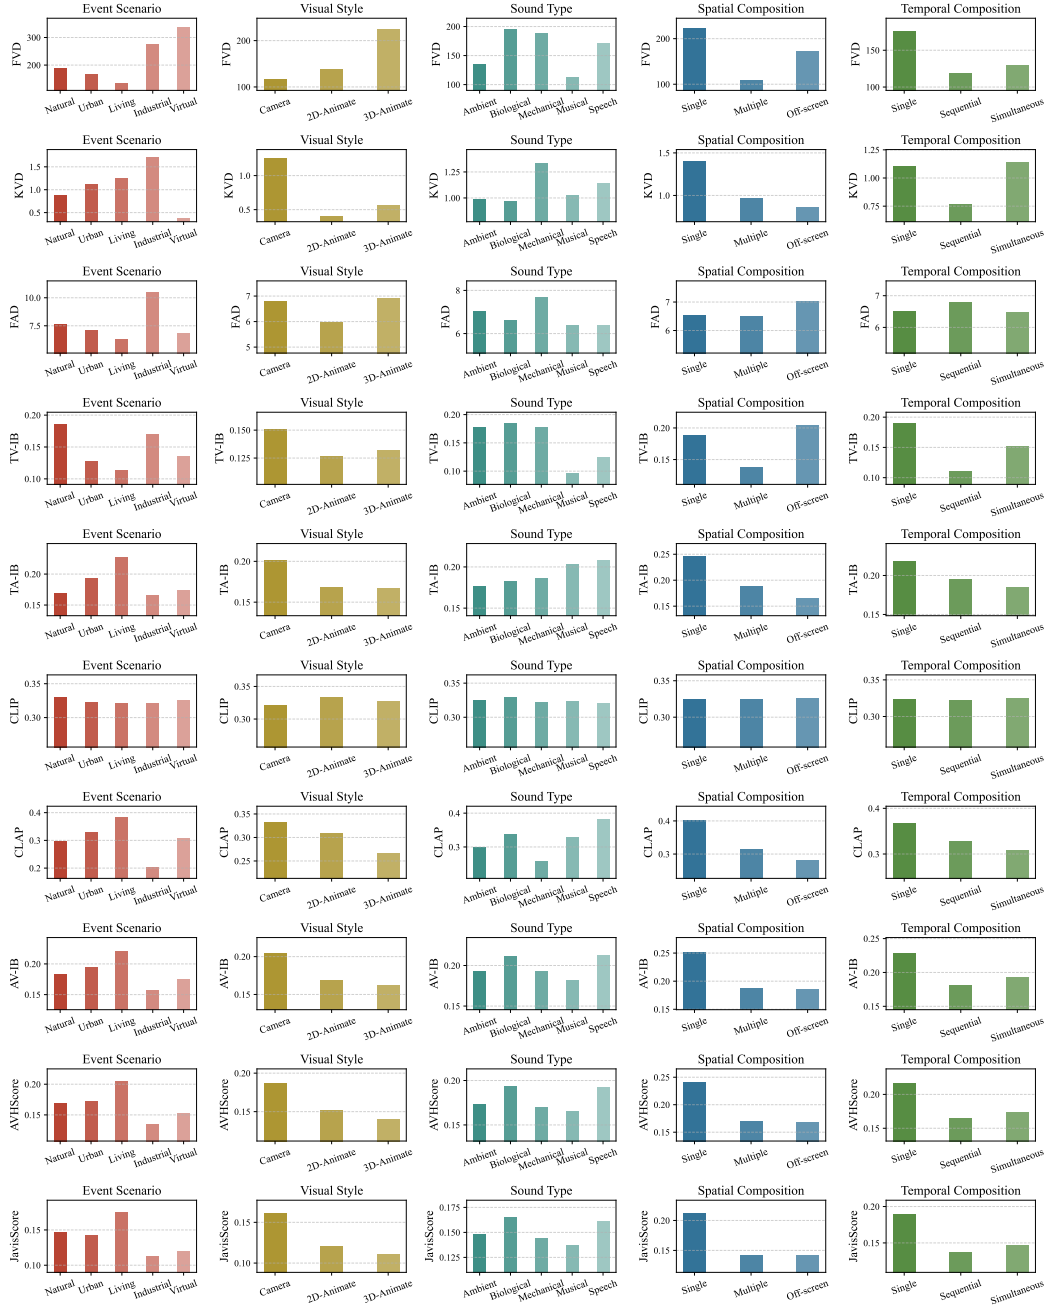 Event Scenario
FVD
300
200
Natural Urban Living Industrial Virtual
Visual Style
FVD
200
100
Camera 2D-Animate 3D-Animate
Sound Type
FVD
200
150
100
Ambient Biological Mechanical Musical Speech
Spatial Composition
FVD
200
100
Single Multiple Off-screen
Temporal Composition
FVD
150
100
Single Sequential Simultaneous
Event Scenario
KVD
1.5
1.0
0.5
Natural Urban Living Industrial Virtual
Visual Style
KVD
1.0
0.5
Camera 2D-Animate 3D-Animate
Sound Type
KVD
1.25
1.00
Ambient Biological Mechanical Musical Speech
Spatial Composition
KVD
1.5
1.0
Single Multiple Off-screen
Temporal Composition
KVD
1.25
1.00
0.75
Single Sequential Simultaneous
Event Scenario
FAD
10.0
7.5
Natural Urban Living Industrial Virtual
Visual Style
FAD
7
6
5
Camera 2D-Animate 3D-Animate
Sound Type
FAD
8
6
Ambient Biological Mechanical Musical Speech
Spatial Composition
FAD
7
6
Single Multiple Off-screen
Temporal Composition
FAD
7
6
Single Sequential Simultaneous
Event Scenario
TV-IB
0.20
0.15
0.10
Natural Urban Living Industrial Virtual
Visual Style
TV-IB
0.150
0.125
Camera 2D-Animate 3D-Animate
Sound Type
TV-IB
0.20
0.15
0.10
Ambient Biological Mechanical Musical Speech
Spatial Composition
TV-IB
0.20
0.15
Single Multiple Off-screen
Temporal Composition
TV-IB
0.20
0.15
0.10
Single Sequential Simultaneous
Event Scenario
TA-IB
0.20
0.15
Natural Urban Living Industrial Virtual
Visual Style
TA-IB
0.20
0.15
Camera 2D-Animate 3D-Animate
Sound Type
TA-IB
0.20
0.15
Ambient Biological Mechanical Musical Speech
Spatial Composition
TA-IB
0.25
0.20
0.15
Single Multiple Off-screen
Temporal Composition
TA-IB
0.20
0.15
Single Sequential Simultaneous
Event Scenario
CLIP
0.35
0.30
Natural Urban Living Industrial Virtual
Visual Style
CLIP
0.35
0.30
Camera 2D-Animate 3D-Animate
Sound Type
CLIP
0.35
0.30
Ambient Biological Mechanical Musical Speech
Spatial Composition
CLIP
0.35
0.30
Single Multiple Off-screen
Temporal Composition
CLIP
0.35
0.30
Single Sequential Simultaneous
Event Scenario
CLAP
0.4
0.3
0.2
Natural Urban Living Industrial Virtual
Visual Style
CLAP
0.35
0.30
0.25
Camera 2D-Animate 3D-Animate
Sound Type
CLAP
0.4
0.3
Ambient Biological Mechanical Musical Speech
Spatial Composition
CLAP
0.4
0.3
Single Multiple Off-screen
Temporal Composition
CLAP
0.4
0.3
Single Sequential Simultaneous
Event Scenario
AV-IB
0.20
0.15
Natural Urban Living Industrial Virtual
Visual Style
AV-IB
0.20
0.15
Camera 2D-Animate 3D-Animate
Sound Type
AV-IB
0.20
0.15
Ambient Biological Mechanical Musical Speech
Spatial Composition
AV-IB
0.25
0.20
0.15
Single Multiple Off-screen
Temporal Composition
AV-IB
0.25
0.20
0.15
Single Sequential Simultaneous
Event Scenario
AVHScore
0.20
0.15
Natural Urban Living Industrial Virtual
Visual Style
AVHScore
0.20
0.15
Camera 2D-Animate 3D-Animate
Sound Type
AVHScore
0.20
0.15
Ambient Biological Mechanical Musical Speech
Spatial Composition
AVHScore
0.25
0.20
0.15
Single Multiple Off-screen
Temporal Composition
AVHScore
0.20
0.15
Single Sequential Simultaneous
Event Scenario
JavisScore
0.15
0.10
Natural Urban Living Industrial Virtual
Visual Style
JavisScore
0.15
0.10
Camera 2D-Animate 3D-Animate
Sound Type
JavisScore
0.175
0.150
0.125
Ambient Biological Mechanical Musical Speech
Spatial Composition
JavisScore
0.20
0.15
Single Multiple Off-screen
Temporal Composition
JavisScore
0.20
0.15
Single Sequential Simultaneous